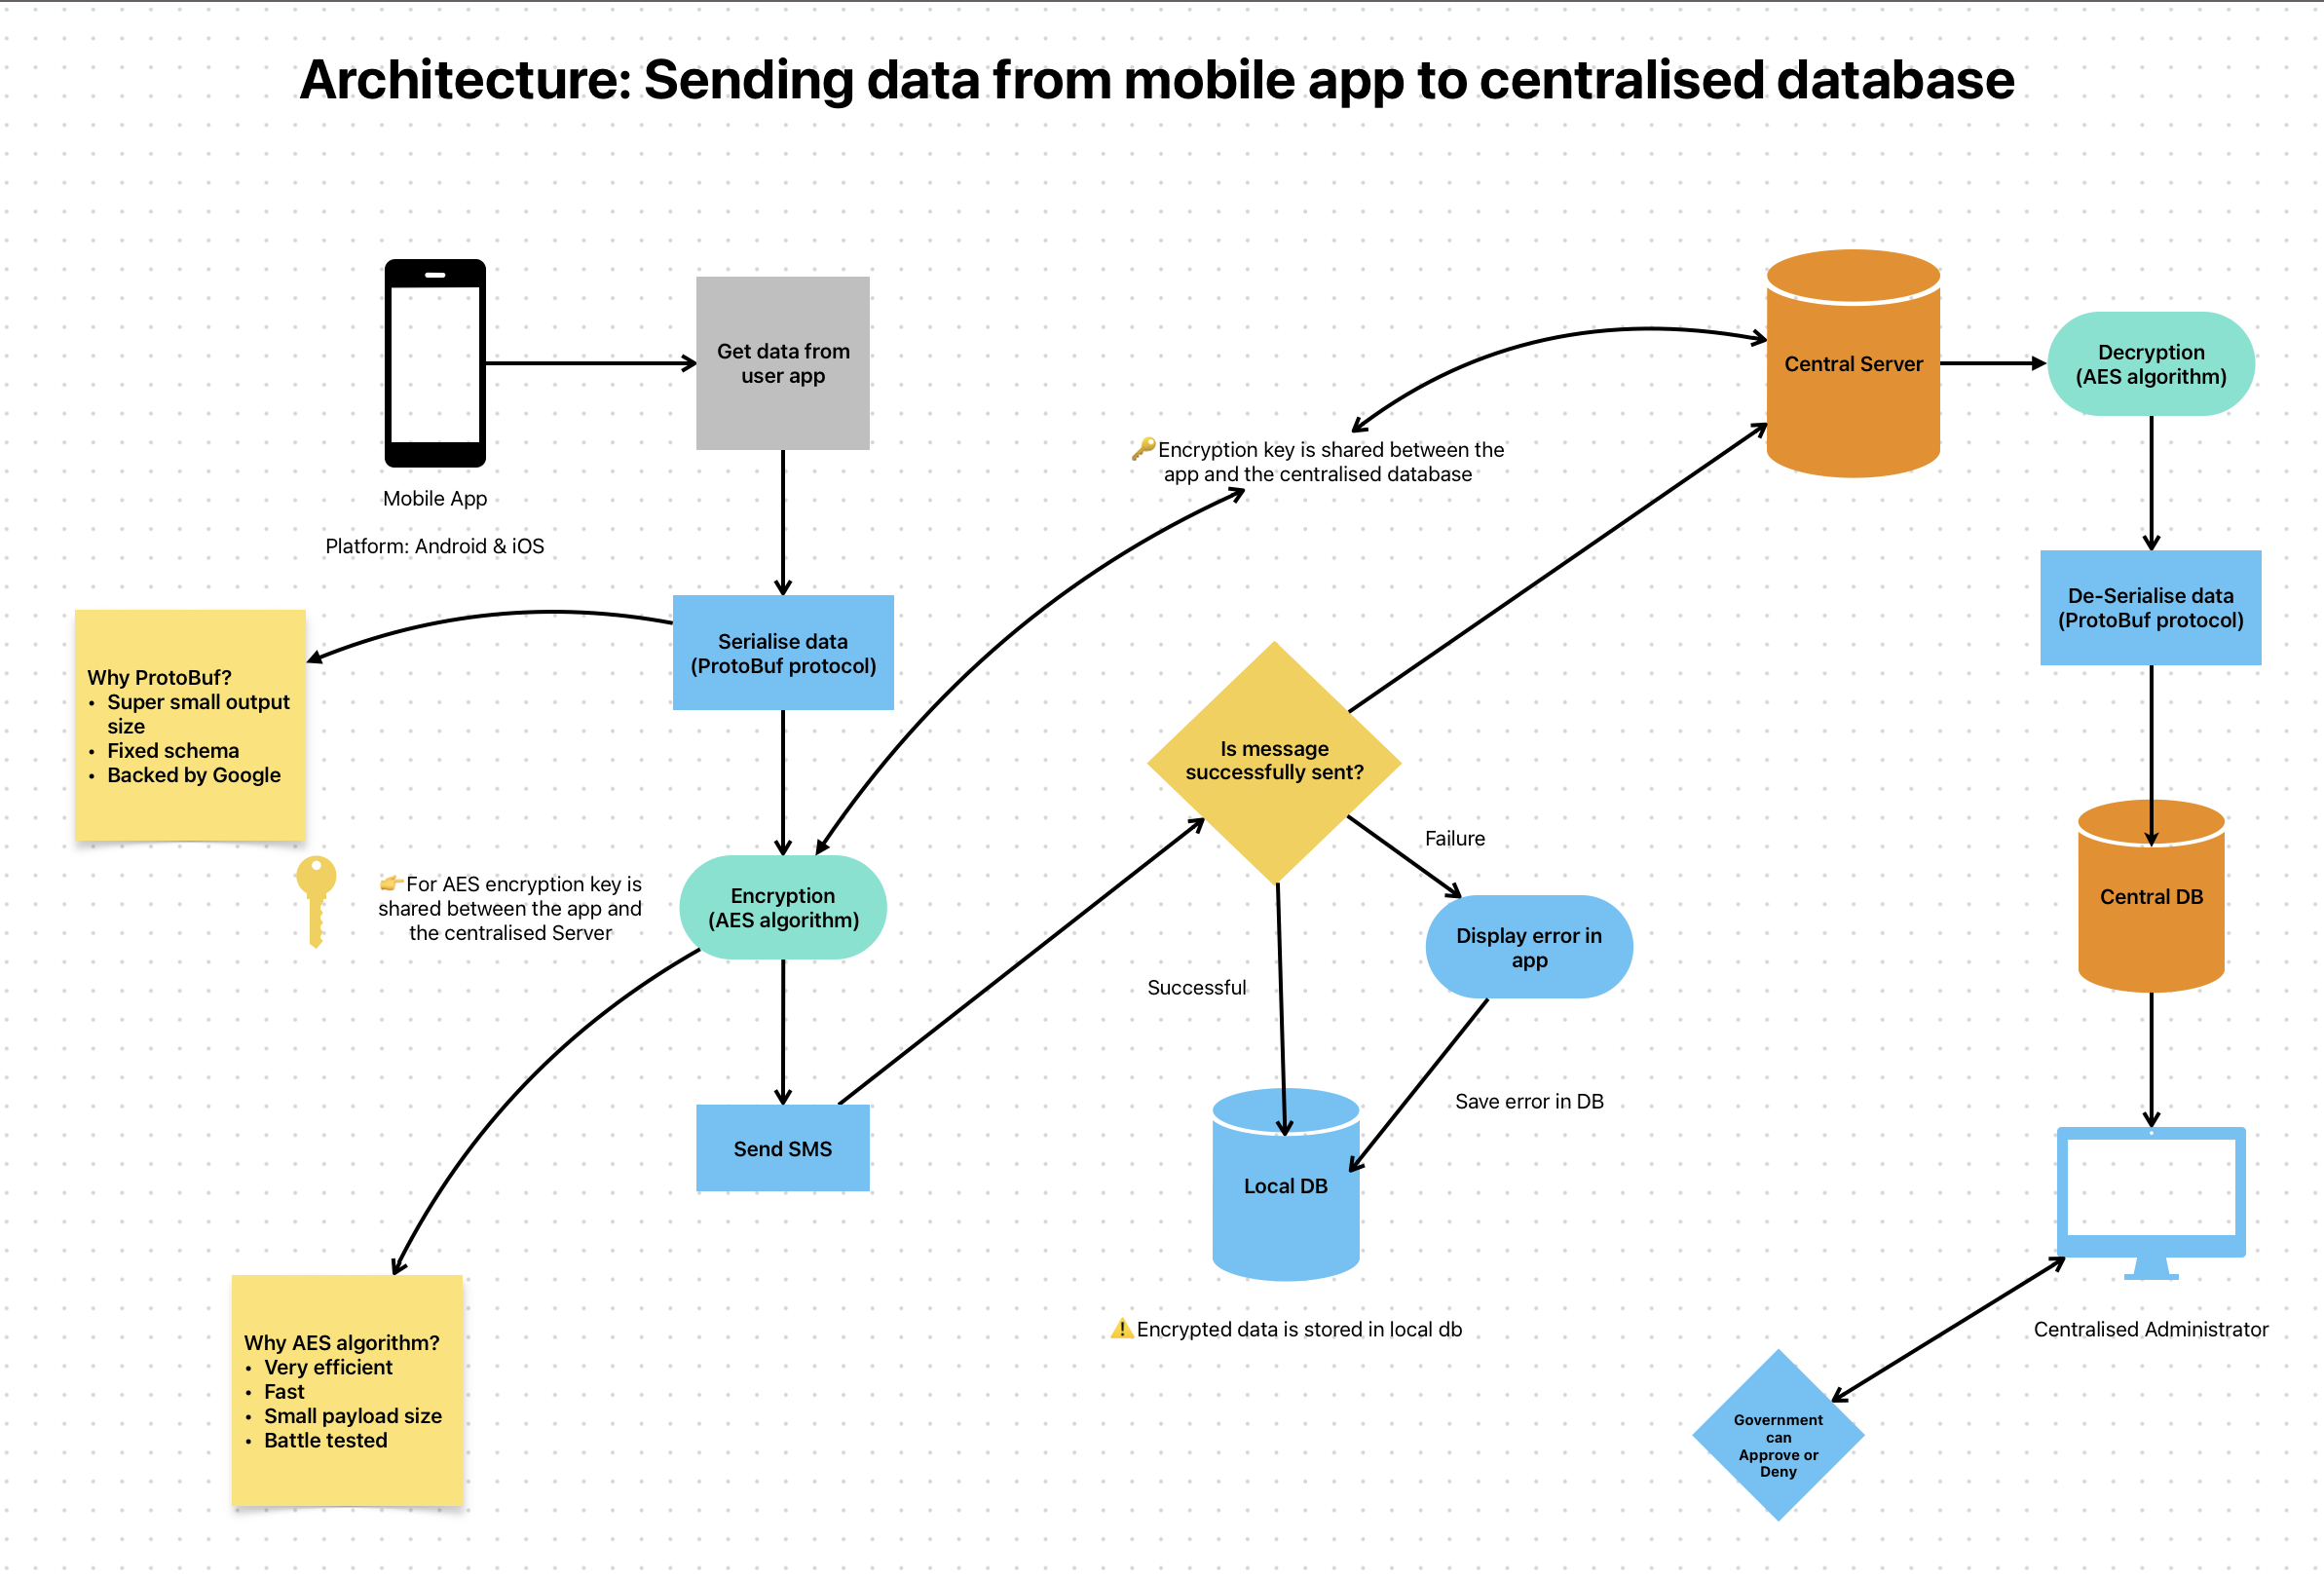 Architecture: Sending data from mobile app to centralised database
Get data from
user app
Mobile App
Platform: Android & iOS
Serialise data
(ProtoBuf protocol)
Why ProtoBuf?
• Super small output
size
• Fixed schema
• Backed by Google
👉For AES encryption key is
shared between the app and
the centralised Server
Encryption
(AES algorithm)
Send SMS
Why AES algorithm?
• Very efficient
• Fast
• Small payload size
• Battle tested
🔑Encryption key is shared between the
app and the centralised database
Is message
successfully sent?
Failure
Display error in
app
Successful
Save error in DB
Local DB
⚠️Encrypted data is stored in local db
Central Server
Decryption
(AES algorithm)
De-Serialise data
(ProtoBuf protocol)
Central DB
Centralised Administrator
Government
can
Approve or
Deny